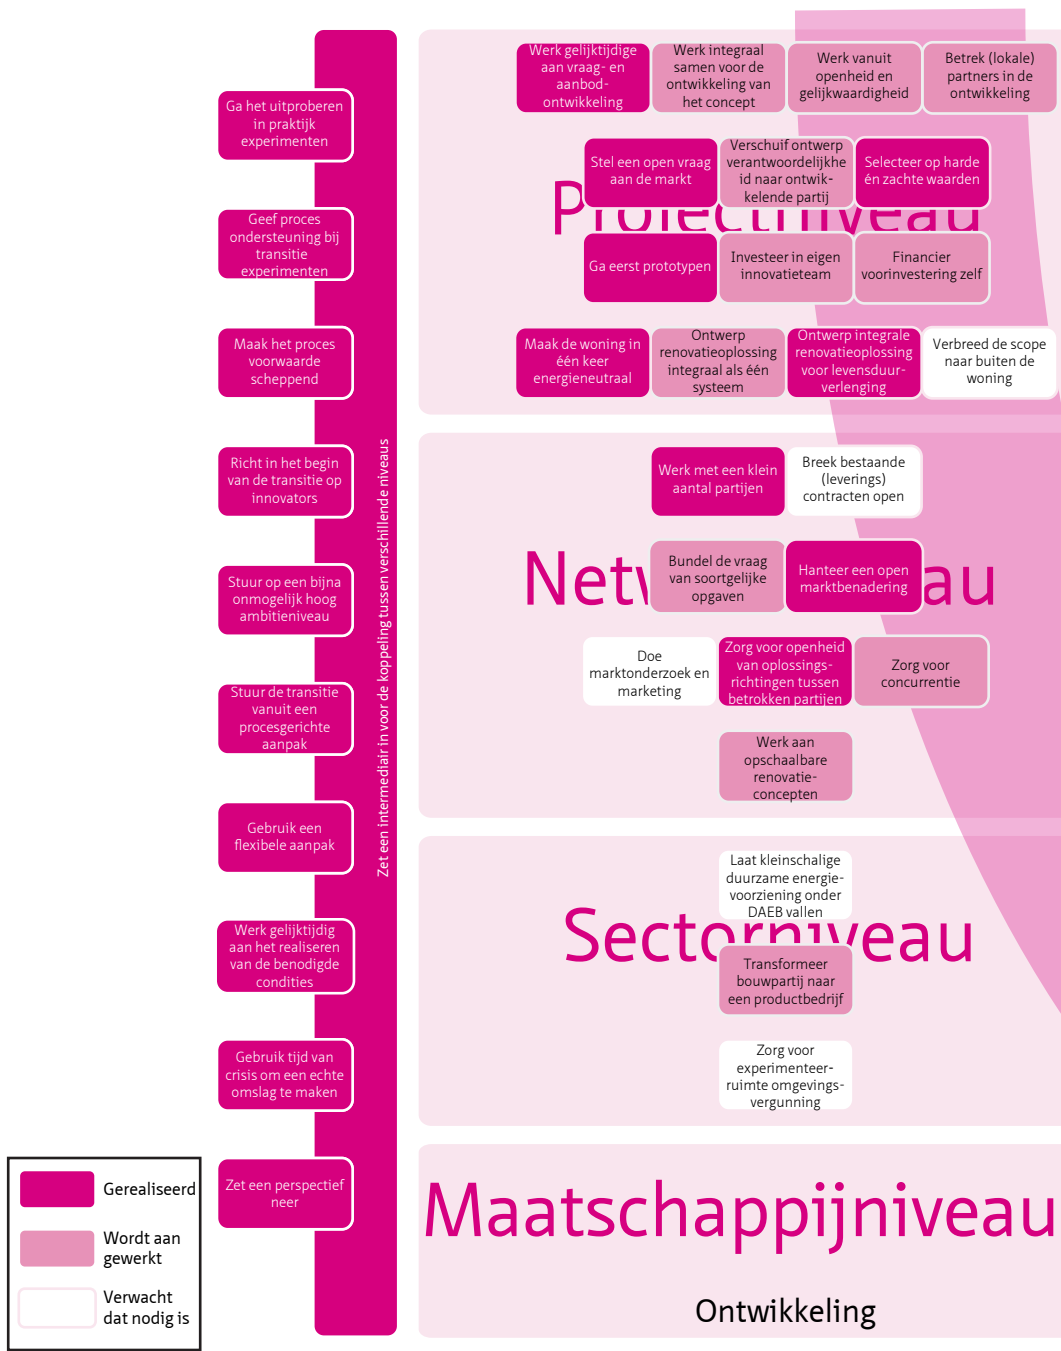 Ga het uitproberen
in praktijk
experimenten
Geef proces
ondersteuning bij
transitie
experimenten
Maak het proces
voorwaarde
scheppend
Richt in het begin
van de transitie op
innovators
Stuur op een bijna
onmogelijk hoog
ambitieniveau
Stuur de transitie
vanuit een
procesgerichte
aanpak
Gebruik een
flexibele aanpak
Werk gelijktijdig
aan het realiseren
van de benodigde
condities
Gebruik tijd van
crisis om een echte
omslag te maken
Zet een perspectief
neer
Zet een intermediair in voor de koppeling tussen verschillende niveaus
Werk gelijktijdige
aan vraag- en
aanbod-
ontwikkeling
Werk integraal
samen voor de
ontwikkeling van
het concept
Werk vanuit
openheid en
gelijkwaardigheid
Betrek (lokale)
partners in de
ontwikkeling
Stel een open vraag
aan de markt
Verschuif ontwerp
verantwoordelijkhe
id naar ontwik-
kelende partij
Selecteer op harde
én zachte waarden
Projectniveau
Ga eerst prototypen
Investeer in eigen
innovatieteam
Financier
voorinvestering zelf
Maak de woning in
één keer
energieneutraal
Ontwerp
renovatieoplossing
integraal als één
systeem
Ontwerp integrale
renovatieoplossing
voor levensduur-
verlenging
Verbreed de scope
naar buiten de
woning
Werk met een klein
aantal partijen
Breek bestaande
(leverings)
contracten open
Bundel de vraag
van soortgelijke
opgaven
Hanteer een open
marktbenadering
Doe
marktonderzoek en
marketing
Zorg voor openheid
van oplossings-
richtingen tussen
betrokken partijen
Zorg voor
concurrentie
Werk aan
opschaalbare
renovatie-
concepten
Laat kleinschalige
duurzame energie-
voorziening onder
DAEB vallen
Sectorniveau
Transformeer
bouwpartij naar
een productbedrijf
Zorg voor
experimenteer-
ruimte omgevings-
vergunning
Maatschappijniveau
Ontwikkeling
Gerealiseerd
Wordt aan
gewerkt
Verwacht
dat nodig is